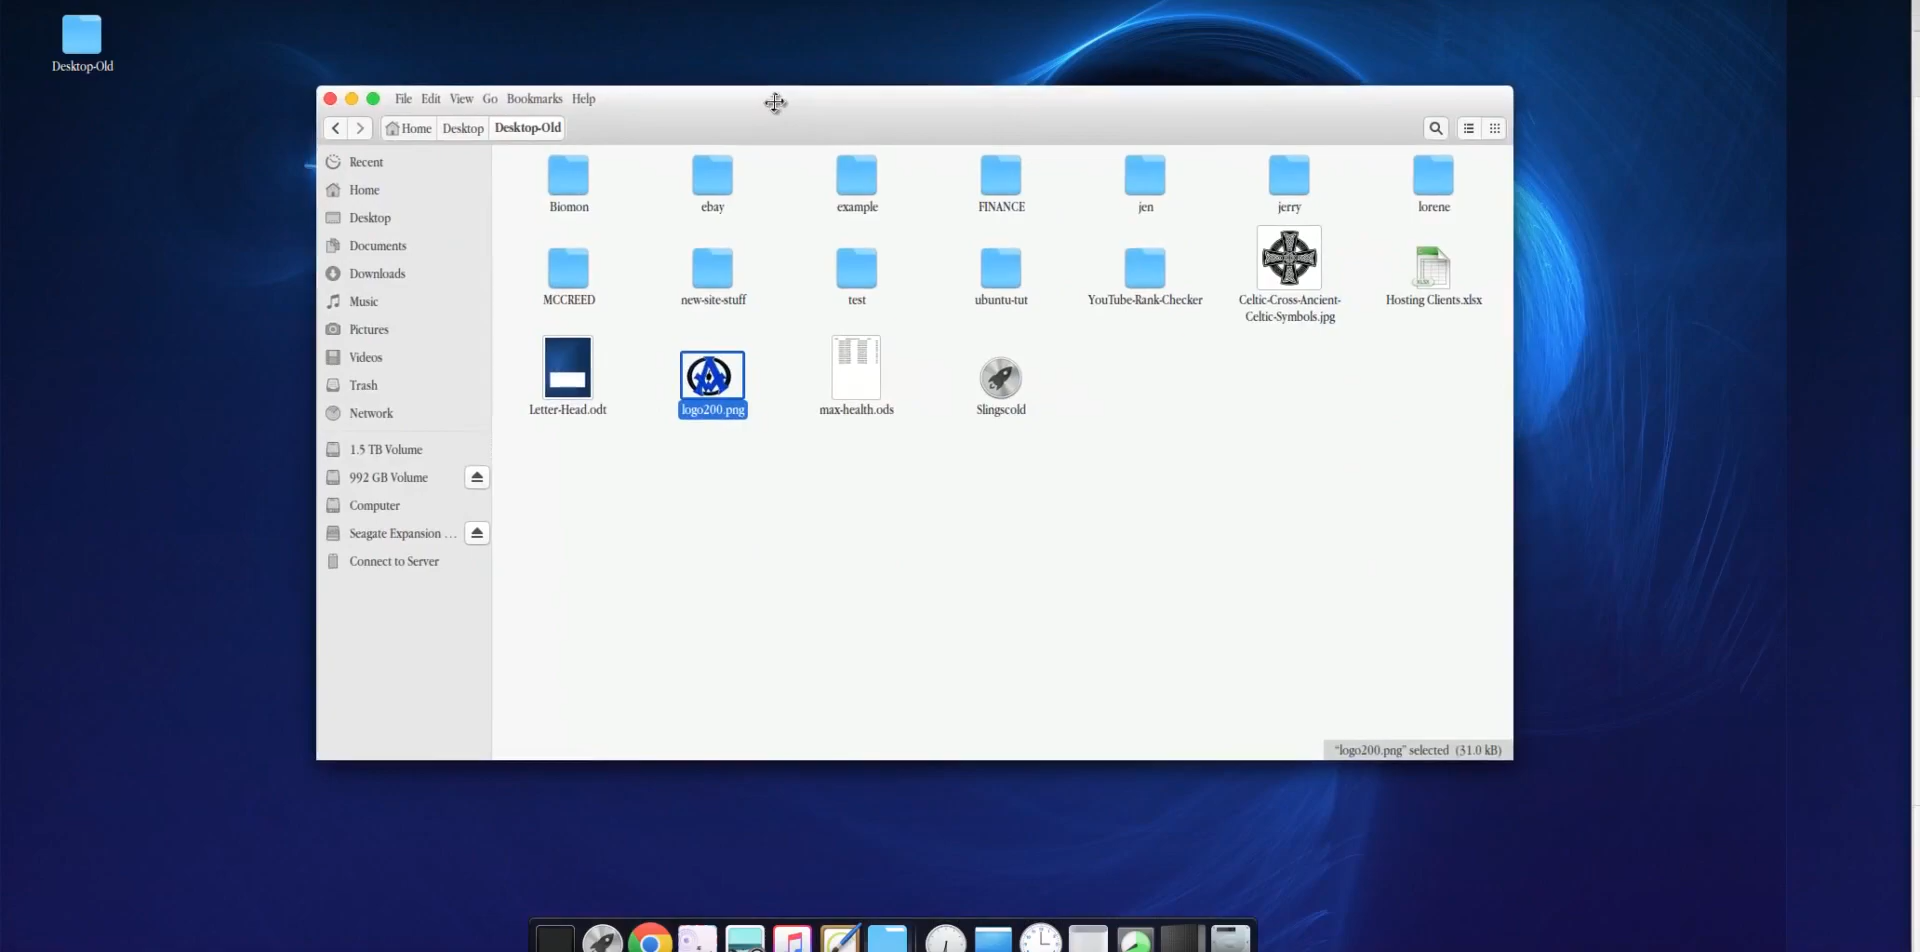 Desktop-Old
File Edit View Go Bookmarks Help
Home Desktop Desktop-Old
Recent
Home
Desktop
Documents
Downloads
Music
Pictures
Videos
Trash
Network
1.5 TB Volume
992 GB Volume
Computer
Seagate Expansion ...
Connect to Server
Biomon ebay example FINANCE jen jerry lorene
MCCREED new-site-stuff test ubuntu-tut YouTube-Rank-Checker Celtic-Cross-Ancient- Hosting Clients.xlsx
Celtic-Symbols.jpg
Letter-Head.odt logo200.png max-health.ods Slingscold
“logo200.png” selected (31.0 kB)